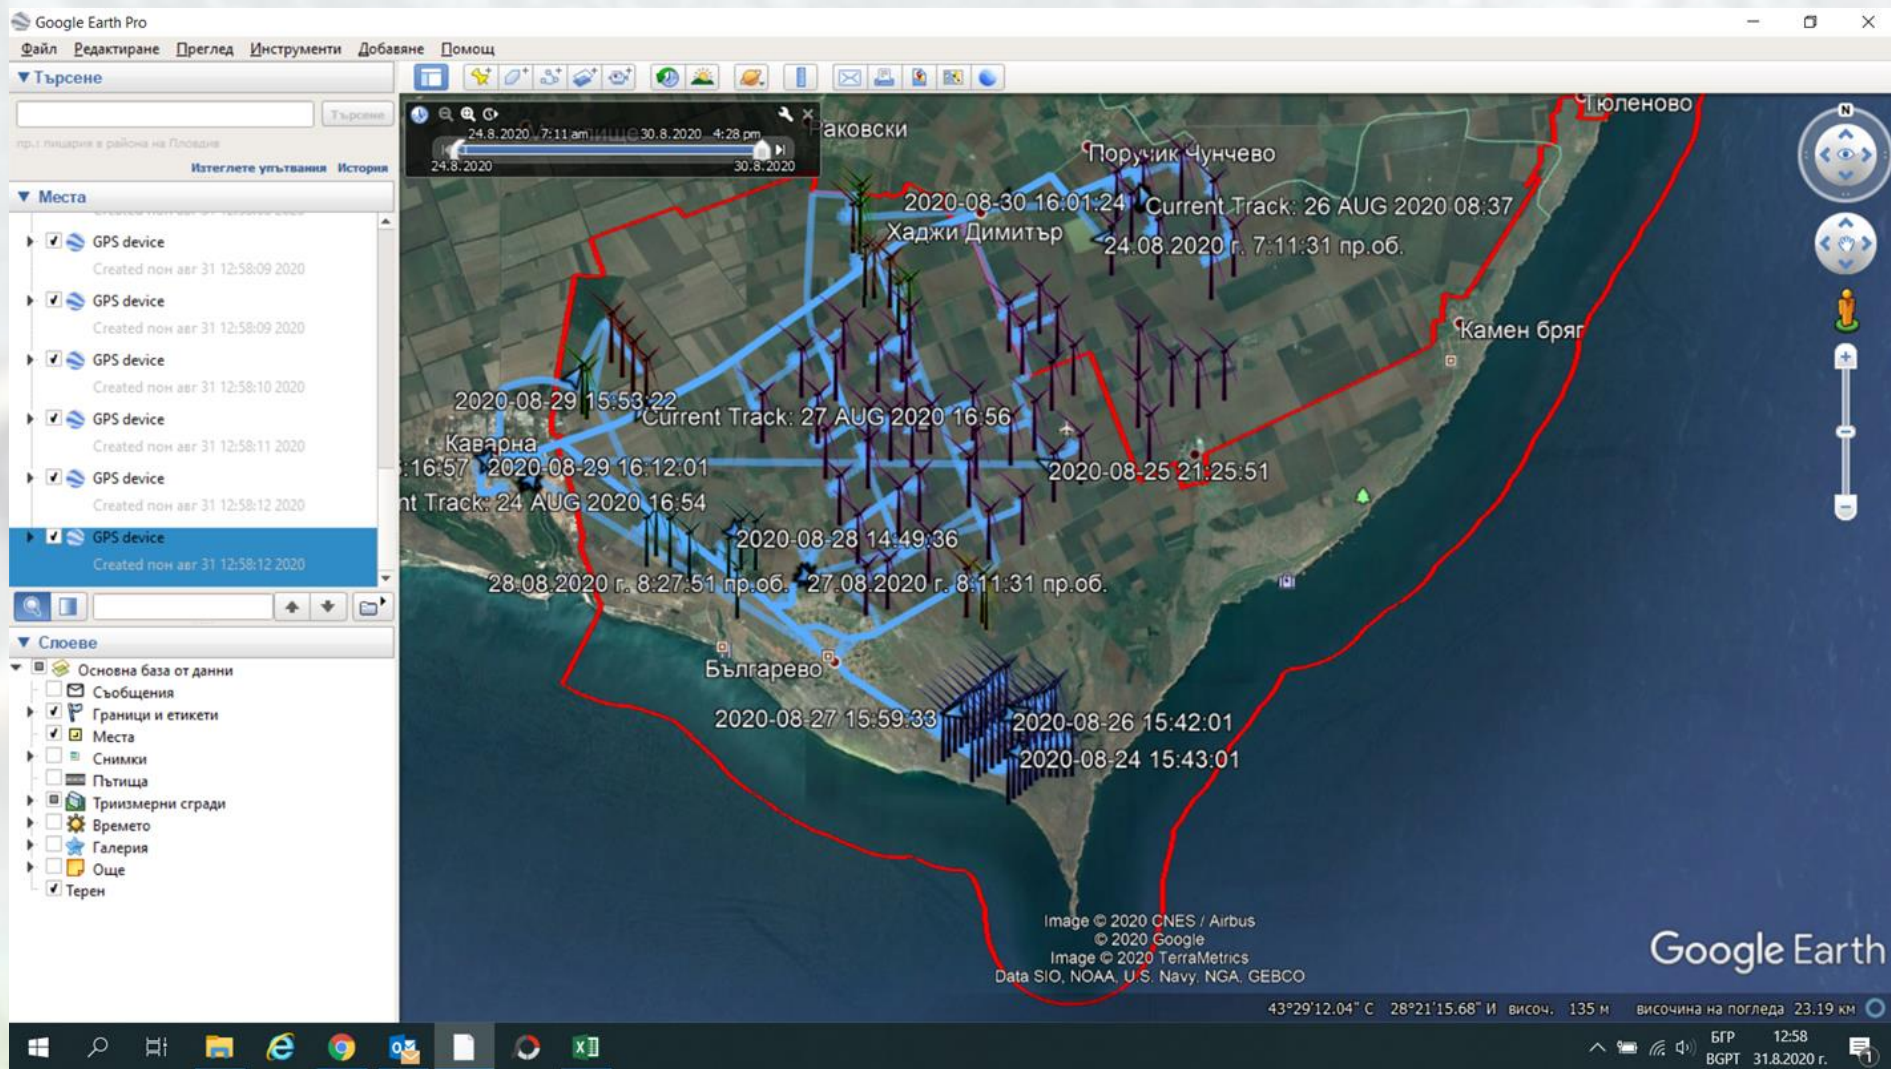 Google Earth Pro
Файл Редактиране Преглед Инструменти Добавяне Помощ
Търсене
Търсене
пр.: пицария в района на Пловдив
Изтеглете упътвания История
Места
GPS device
Created пон авг 31 12:58:09 2020
GPS device
Created пон авг 31 12:58:09 2020
GPS device
Created пон авг 31 12:58:10 2020
GPS device
Created пон авг 31 12:58:11 2020
GPS device
Created пон авг 31 12:58:12 2020
GPS device
Created пон авг 31 12:58:12 2020
Слоеве
Основна база от данни
Съобщения
Граници и етикети
Места
Снимки
Пътища
Триизмерни сгради
Времето
Галерия
Още
Терен
24.8.2020 7:11 am 30.8.2020 4:28 pm
24.8.2020 30.8.2020
Раковски
Тюленово
Поручик Чунчево
2020-08-30 16:01:24
Current Track: 26 AUG 2020 08:37
Хаджи Димитър
24.08.2020 г. 7:11:31 пр.об.
Камен бряг
2020-08-29 15:53:22
Current Track: 27 AUG 2020 16:56
Каварна
:16:57 2020-08-29 16:12:01
2020-08-25 21:25:51
nt Track: 24 AUG 2020 16:54
2020-08-28 14:49:36
28.08.2020 г. 8:27:51 пр.об.
27.08.2020 г. 8:11:31 пр.об.
Българево
2020-08-27 15:59:33
2020-08-26 15:42:01
2020-08-24 15:43:01
Image © 2020 CNES / Airbus
© 2020 Google
Image © 2020 TerraMetrics
Data SIO, NOAA, U.S. Navy, NGA, GEBCO
Google Earth
43°29'12.04" С 28°21'15.68" И височ. 135 м височина на погледа 23.19 км
N
БГР
BGPT
12:58
31.8.2020 г.
1